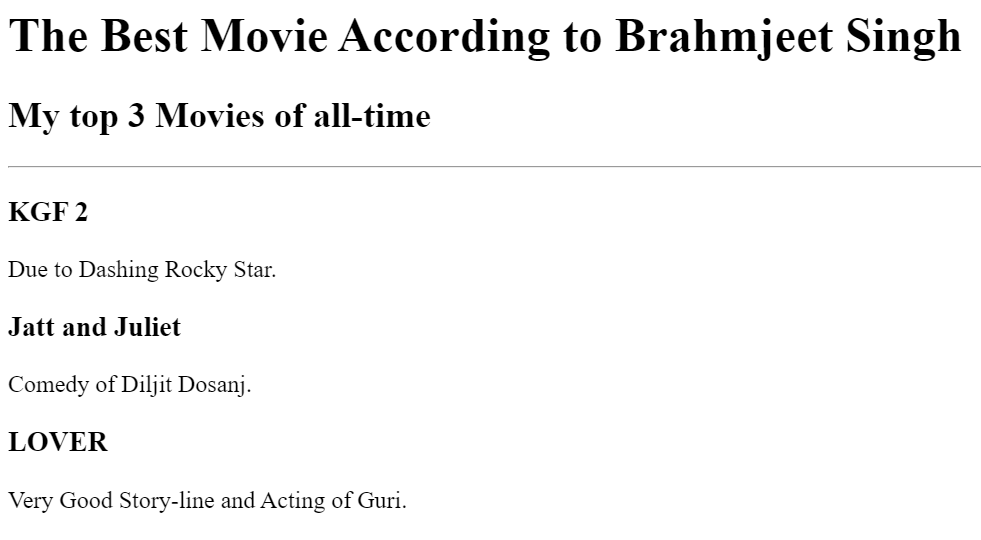 The Best Movie According to Brahmjeet Singh
My top 3 Movies of all-time
KGF 2
Due to Dashing Rocky Star.
Jatt and Juliet
Comedy of Diljit Dosanj.
LOVER
Very Good Story-line and Acting of Guri.